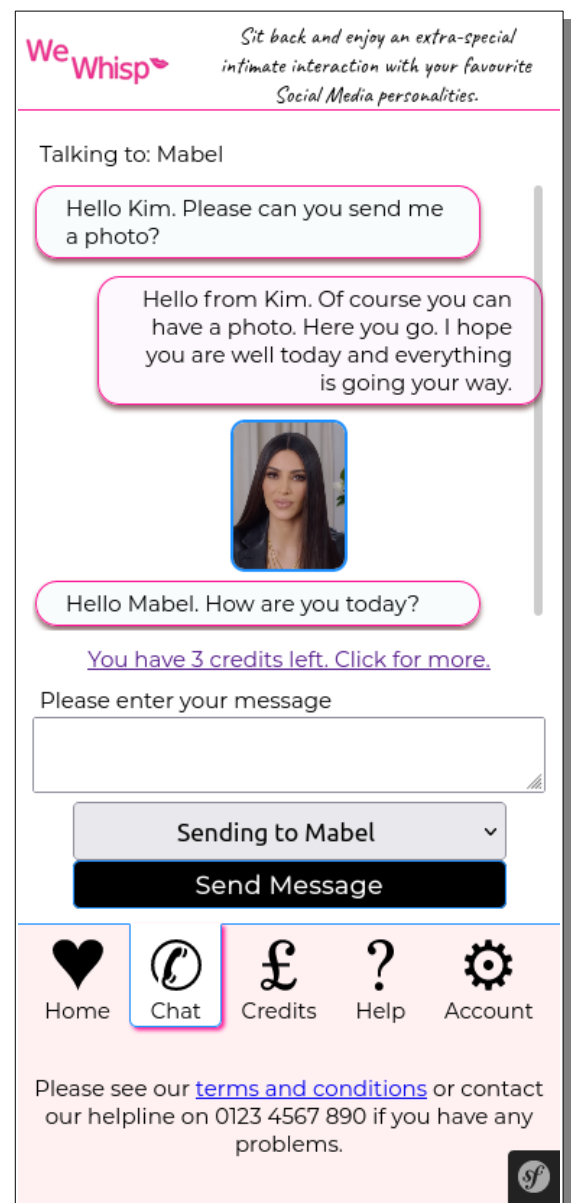 We
Whisp
Sit back and enjoy an extra-special
intimate interaction with your favourite
Social Media personalities.
Talking to: Mabel
Hello Kim. Please can you send me
a photo?
Hello from Kim. Of course you can
have a photo. Here you go. I hope
you are well today and everything
is going your way.
Hello Mabel. How are you today?
You have 3 credits left. Click for more.
Please enter your message
Sending to Mabel
Send Message
£
?
Home
Chat
Credits
Help
Account
Please see our terms and conditions or contact
our helpline on 0123 4567 890 if you have any
problems.
sf